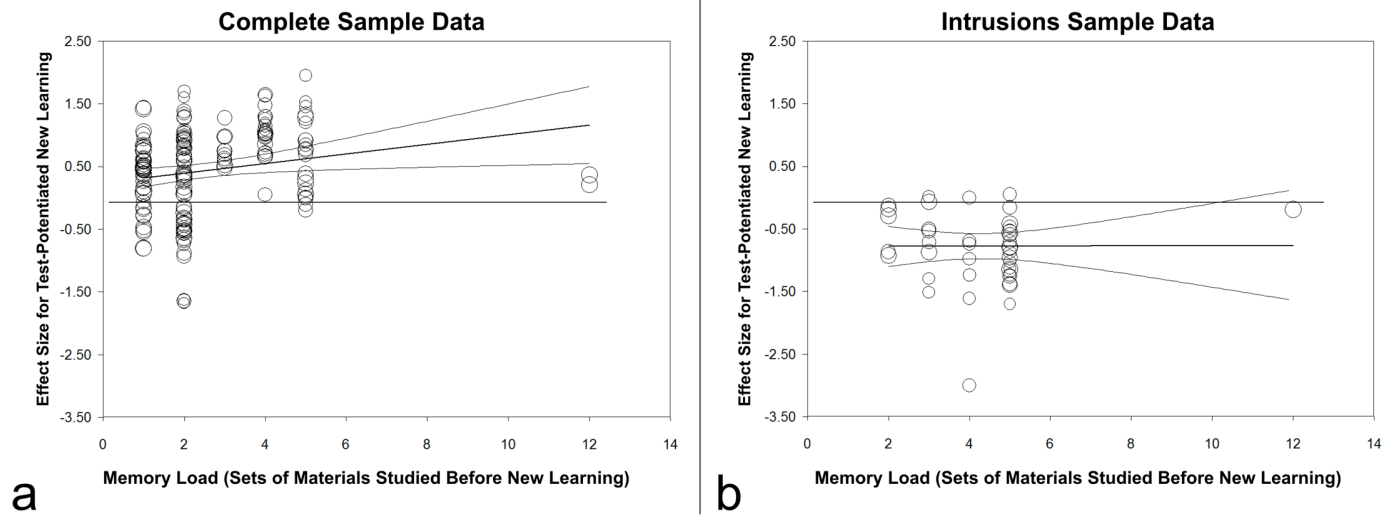 Complete Sample Data
Effect Size for Test-Potentiated New Learning
2.50
1.50
0.50
-0.50
-1.50
-2.50
-3.50
0 2 4 6 8 10 12 14
Memory Load (Sets of Materials Studied Before New Learning)
a
Intrusions Sample Data
Effect Size for Test-Potentiated New Learning
2.50
1.50
0.50
-0.50
-1.50
-2.50
-3.50
0 2 4 6 8 10 12 14
Memory Load (Sets of Materials Studied Before New Learning)
b